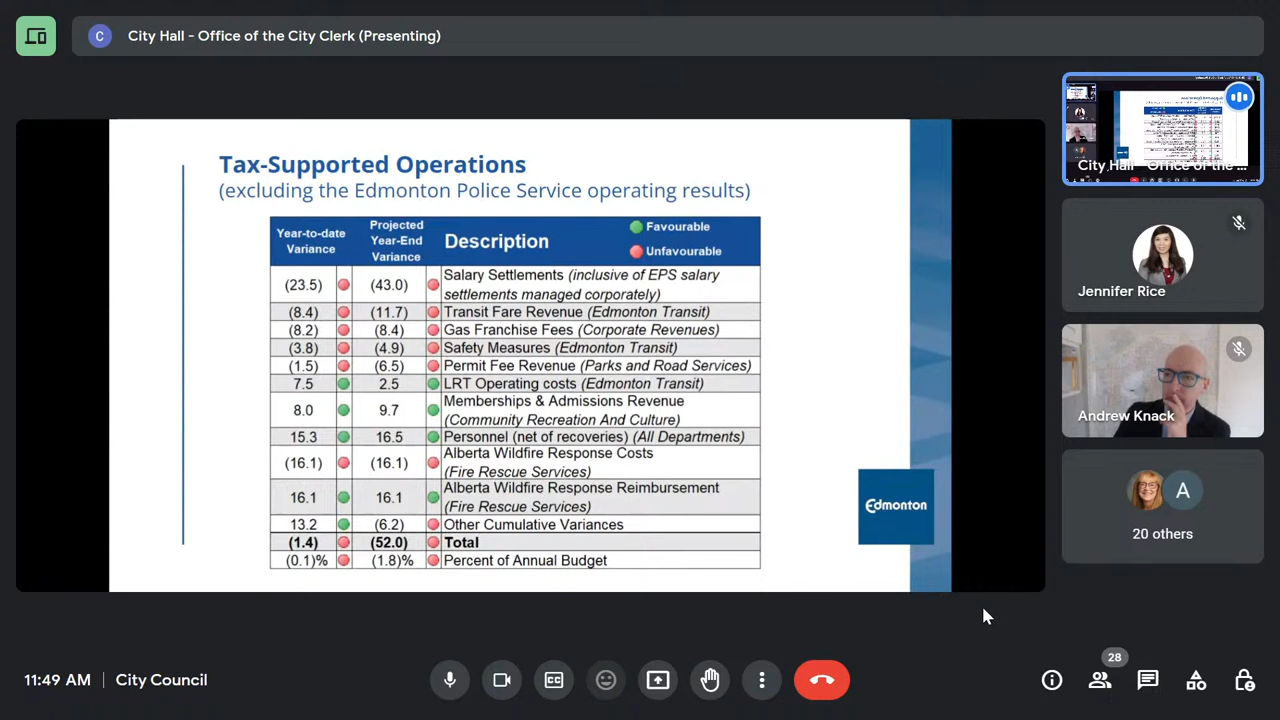 C City Hall - Office of the City Clerk (Presenting)
Tax-Supported Operations
(excluding the Edmonton Police Service operating results)
Year-to-date Variance Projected Year-End Variance Description Favourable Unfavourable
(23.5) (43.0) Salary Settlements (inclusive of EPS salary
settlements managed corporately)
(8.4) (11.7) Transit Fare Revenue (Edmonton Transit)
(8.2) (8.4) Gas Franchise Fees (Corporate Revenues)
(3.8) (4.9) Safety Measures (Edmonton Transit)
(1.5) (6.5) Permit Fee Revenue (Parks and Road Services)
7.5 2.5 LRT Operating costs (Edmonton Transit)
8.0 9.7 Memberships & Admissions Revenue
(Community Recreation And Culture)
15.3 16.5 Personnel (net of recoveries) (All Departments)
(16.1) (16.1) Alberta Wildfire Response Costs
(Fire Rescue Services)
16.1 16.1 Alberta Wildfire Response Reimbursement
(Fire Rescue Services)
13.2 (6.2) Other Cumulative Variances
(1.4) (52.0) Total
(0.1)% (1.8)% Percent of Annual Budget
Edmonton
City Hall - Office of the ...
Jennifer Rice
Andrew Knack
A
20 others
11:49 AM | City Council
28